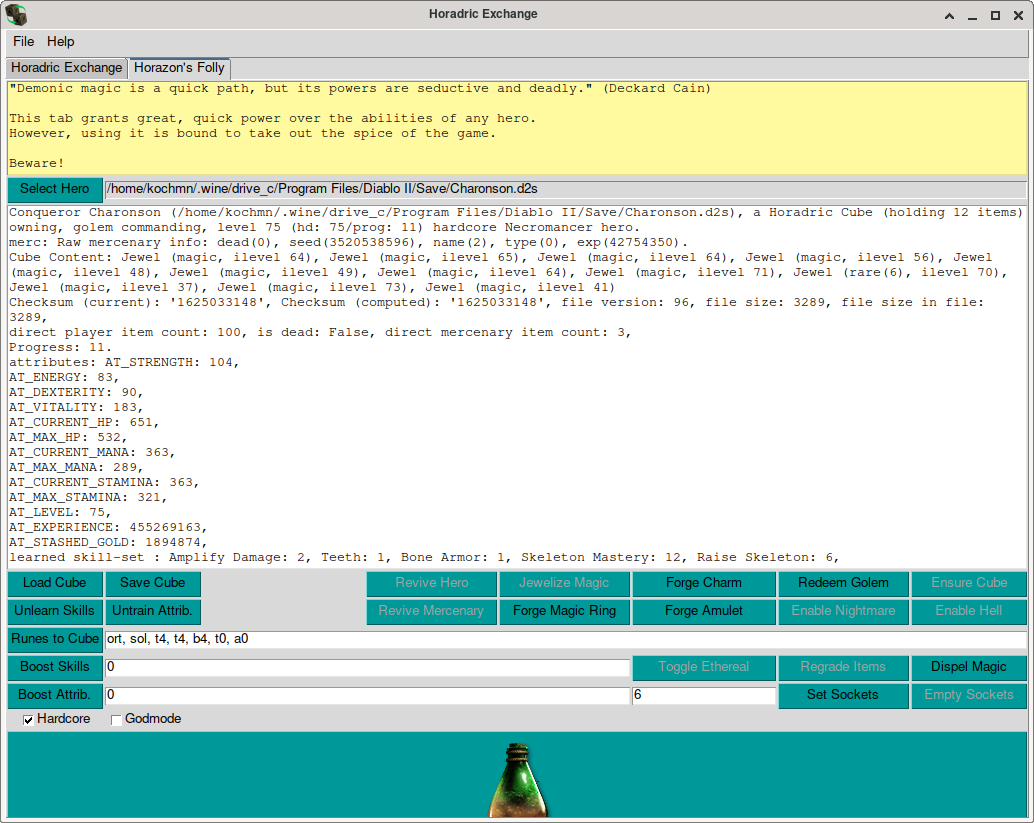 Horadric Exchange
File Help
Horadric Exchange Horazon's Folly
"Demonic magic is a quick path, but its powers are seductive and deadly." (Deckard Cain)
This tab grants great, quick power over the abilities of any hero.
However, using it is bound to take out the spice of the game.
Beware!
Select Hero /home/kochmn/.wine/drive_c/Program Files/Diablo II/Save/Charonson.d2s
Conqueror Charonson (/home/kochmn/.wine/drive_c/Program Files/Diablo II/Save/Charonson.d2s), a Horadric Cube (holding 12 items)
owning, golem commanding, level 75 (hd: 75/prog: 11) hardcore Necromancer hero.
merc: Raw mercenary info: dead(0), seed(3520538596), name(2), type(0), exp(42754350).
Cube Content: Jewel (magic, ilevel 64), Jewel (magic, ilevel 65), Jewel (magic, ilevel 64), Jewel (magic, ilevel 56), Jewel
(magic, ilevel 48), Jewel (magic, ilevel 49), Jewel (magic, ilevel 64), Jewel (magic, ilevel 71), Jewel (rare(6), ilevel 70),
Jewel (magic, ilevel 37), Jewel (magic, ilevel 73), Jewel (magic, ilevel 41)
Checksum (current): '1625033148', Checksum (computed): '1625033148', file version: 96, file size: 3289, file size in file:
3289,
direct player item count: 100, is dead: False, direct mercenary item count: 3,
Progress: 11.
attributes: AT_STRENGTH: 104,
AT_ENERGY: 83,
AT_DEXTERITY: 90,
AT_VITALITY: 183,
AT_CURRENT_HP: 651,
AT_MAX_HP: 532,
AT_CURRENT_MANA: 363,
AT_MAX_MANA: 289,
AT_CURRENT_STAMINA: 363,
AT_MAX_STAMINA: 321,
AT_LEVEL: 75,
AT_EXPERIENCE: 455269163,
AT_STASHED_GOLD: 1894874,
learned skill-set : Amplify Damage: 2, Teeth: 1, Bone Armor: 1, Skeleton Mastery: 12, Raise Skeleton: 6,
Load Cube Save Cube Revive Hero Jewelize Magic Forge Charm Redeem Golem Ensure Cube
Unlearn Skills Untrain Attrib. Revive Mercenary Forge Magic Ring Forge Amulet Enable Nightmare Enable Hell
Runes to Cube ort, sol, t4, t4, b4, t0, a0
Boost Skills 0 Toggle Ethereal Regrade Items Dispel Magic
Boost Attrib. 0 6 Set Sockets Empty Sockets
Hardcore Godmode